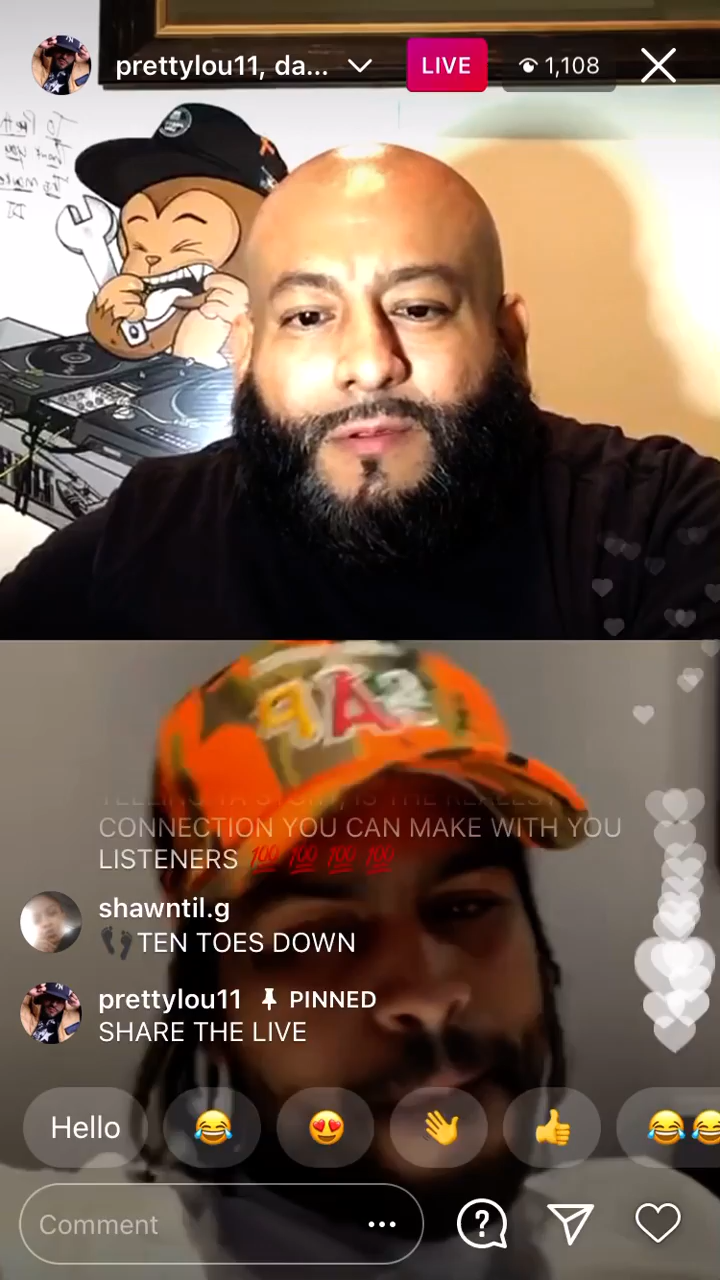 prettylou11, da...
LIVE
1,108
CONNECTION YOU CAN MAKE WITH YOU
LISTENERS 💯 💯 💯 💯
shawntil.g
👣TEN TOES DOWN
prettylou11 📌 PINNED
SHARE THE LIVE
Hello 😂 😍 👋 👍 😂😂
Comment